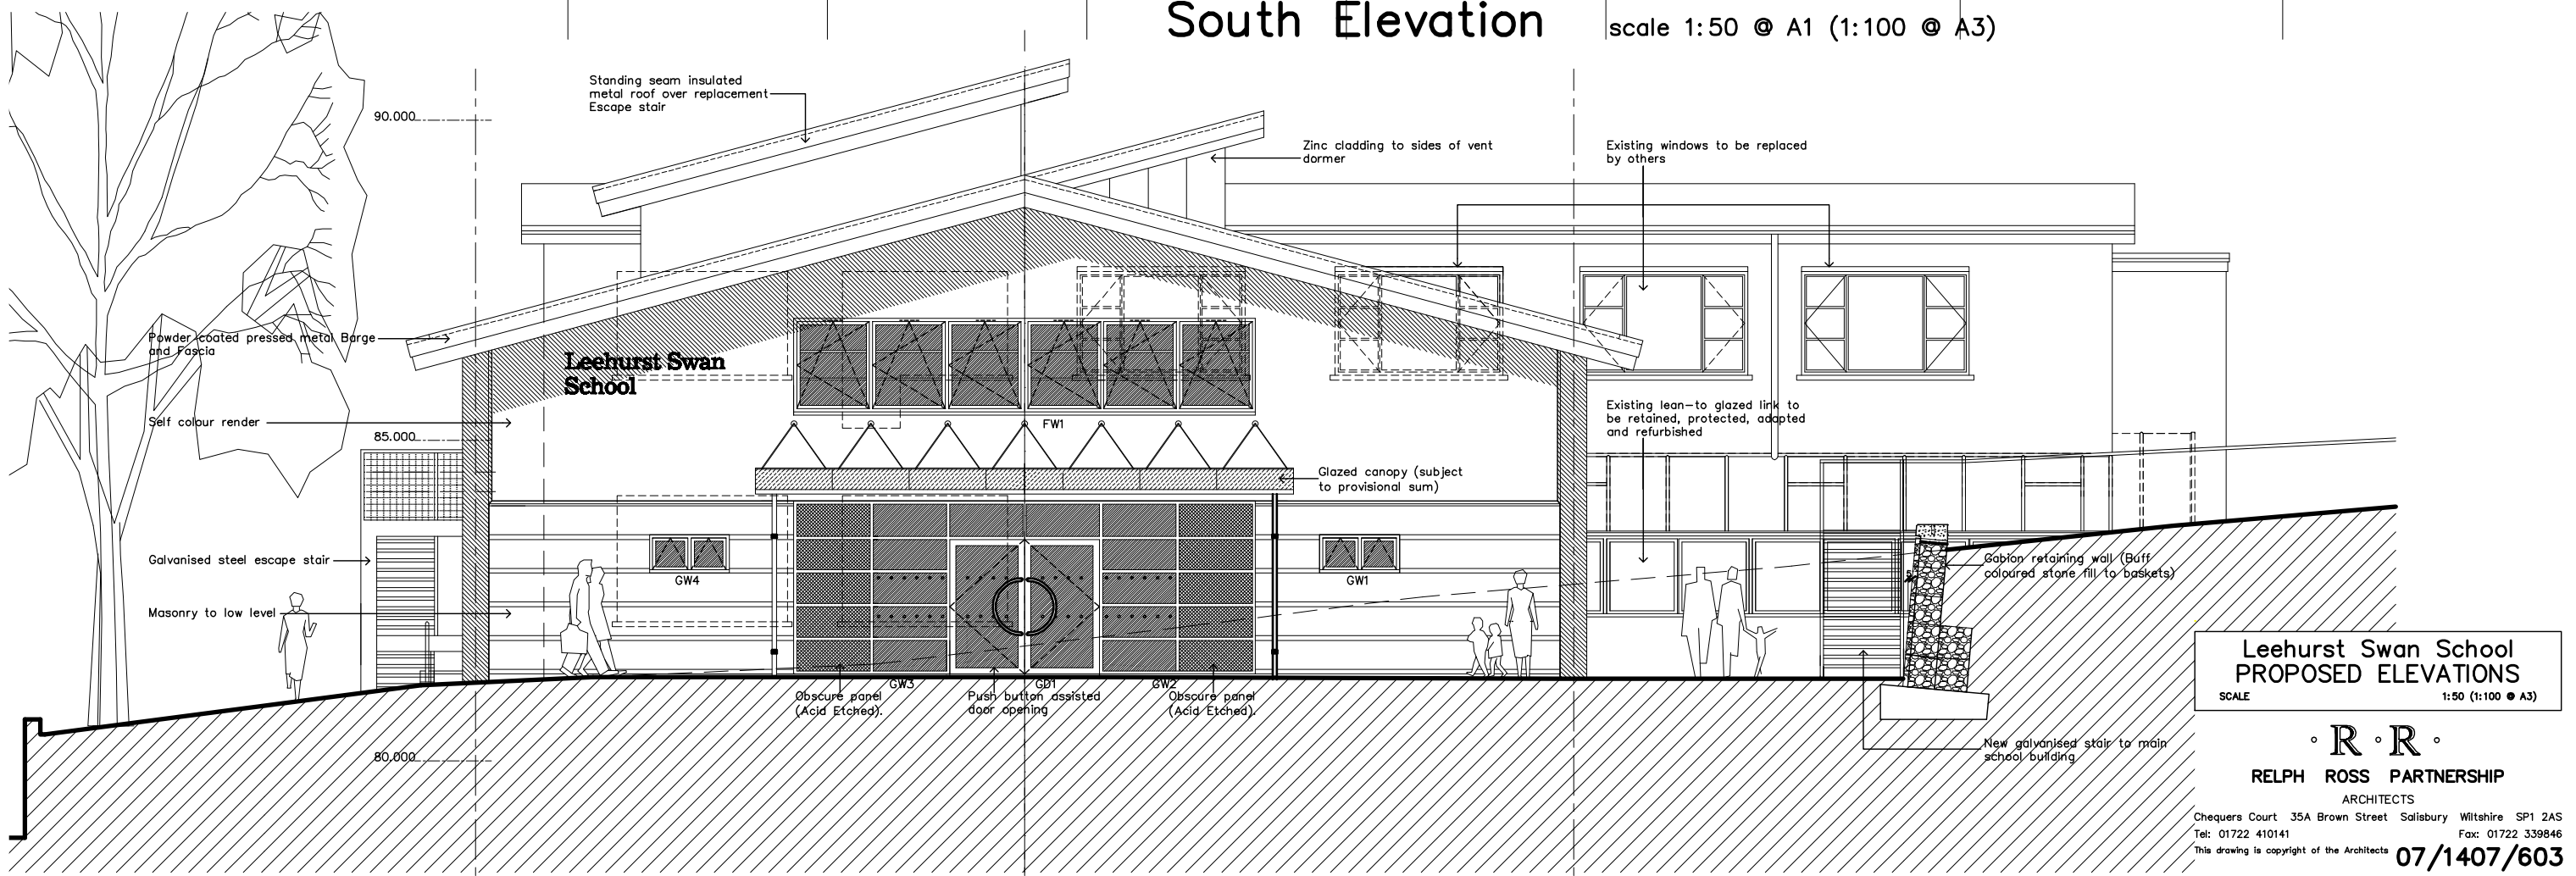 South Elevation scale 1:50 @ A1 (1:100 @ A3)
Standing seam insulated
metal roof over replacement
Escape stair
90.000
Zinc cladding to sides of vent
dormer
Existing windows to be replaced
by others
Powder coated pressed metal Barge
and Fascia
Leehurst Swan
School
Self colour render
85.000
FW1
Existing lean-to glazed link to
be retained, protected, adapted
and refurbished
Glazed canopy (subject
to provisional sum)
Galvanised steel escape stair
GW4
GW1
Gabion retaining wall (Buff
coloured stone fill to baskets)
Masonry to low level
GW3
GD1
GW2
Obscure panel
(Acid Etched).
Push button assisted
door opening
Obscure panel
(Acid Etched).
New galvanised stair to main
school building
80.000
Leehurst Swan School
PROPOSED ELEVATIONS
SCALE 1:50 (1:100 @ A3)
R R
RELPH ROSS PARTNERSHIP
ARCHITECTS
Chequers Court 35A Brown Street Salisbury Wiltshire SP1 2AS
Tel: 01722 410141 Fax: 01722 339846
This drawing is copyright of the Architects 07/1407/603